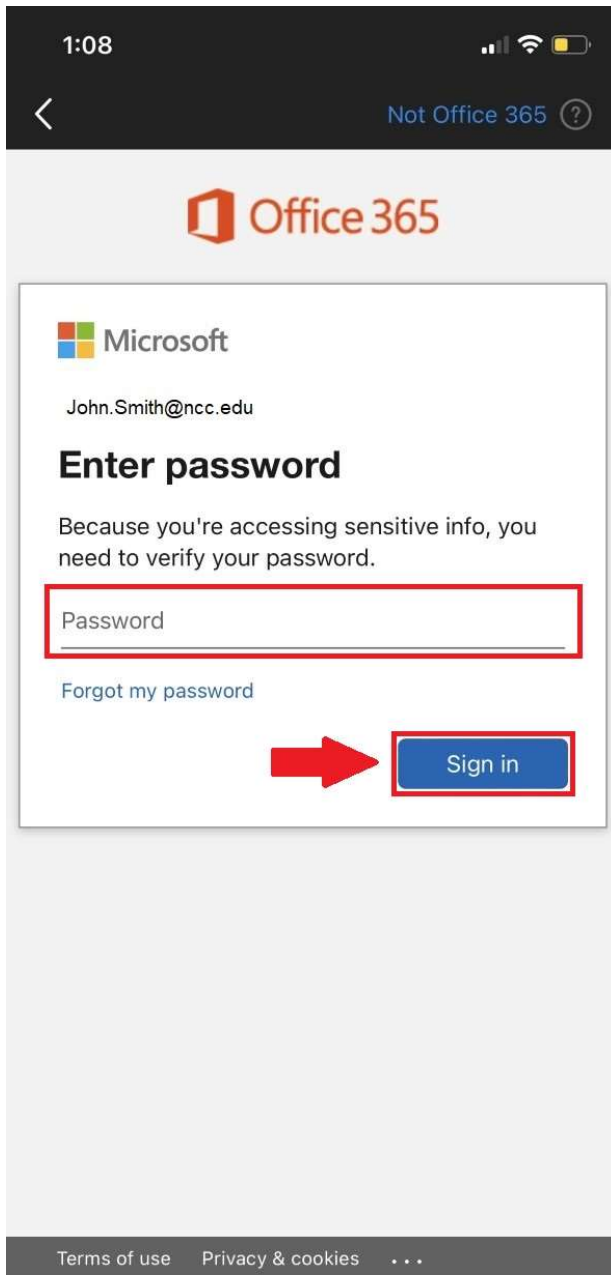 1:08
Not Office 365 ?
Office 365
Microsoft
John.Smith@ncc.edu
Enter password
Because you're accessing sensitive info, you
need to verify your password.
Password
Forgot my password
Sign in
Terms of use Privacy & cookies ...